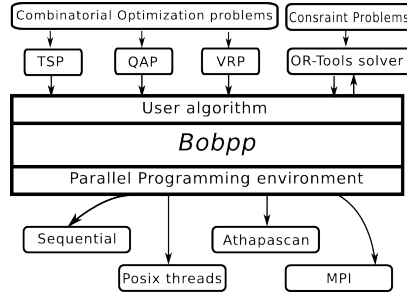 Combinatorial Optimization problems
Consraint Problems
TSP
QAP
VRP
OR-Tools solver
User algorithm
Bobpp
Parallel Programming environment
Sequential
Athapascan
Posix threads
MPI